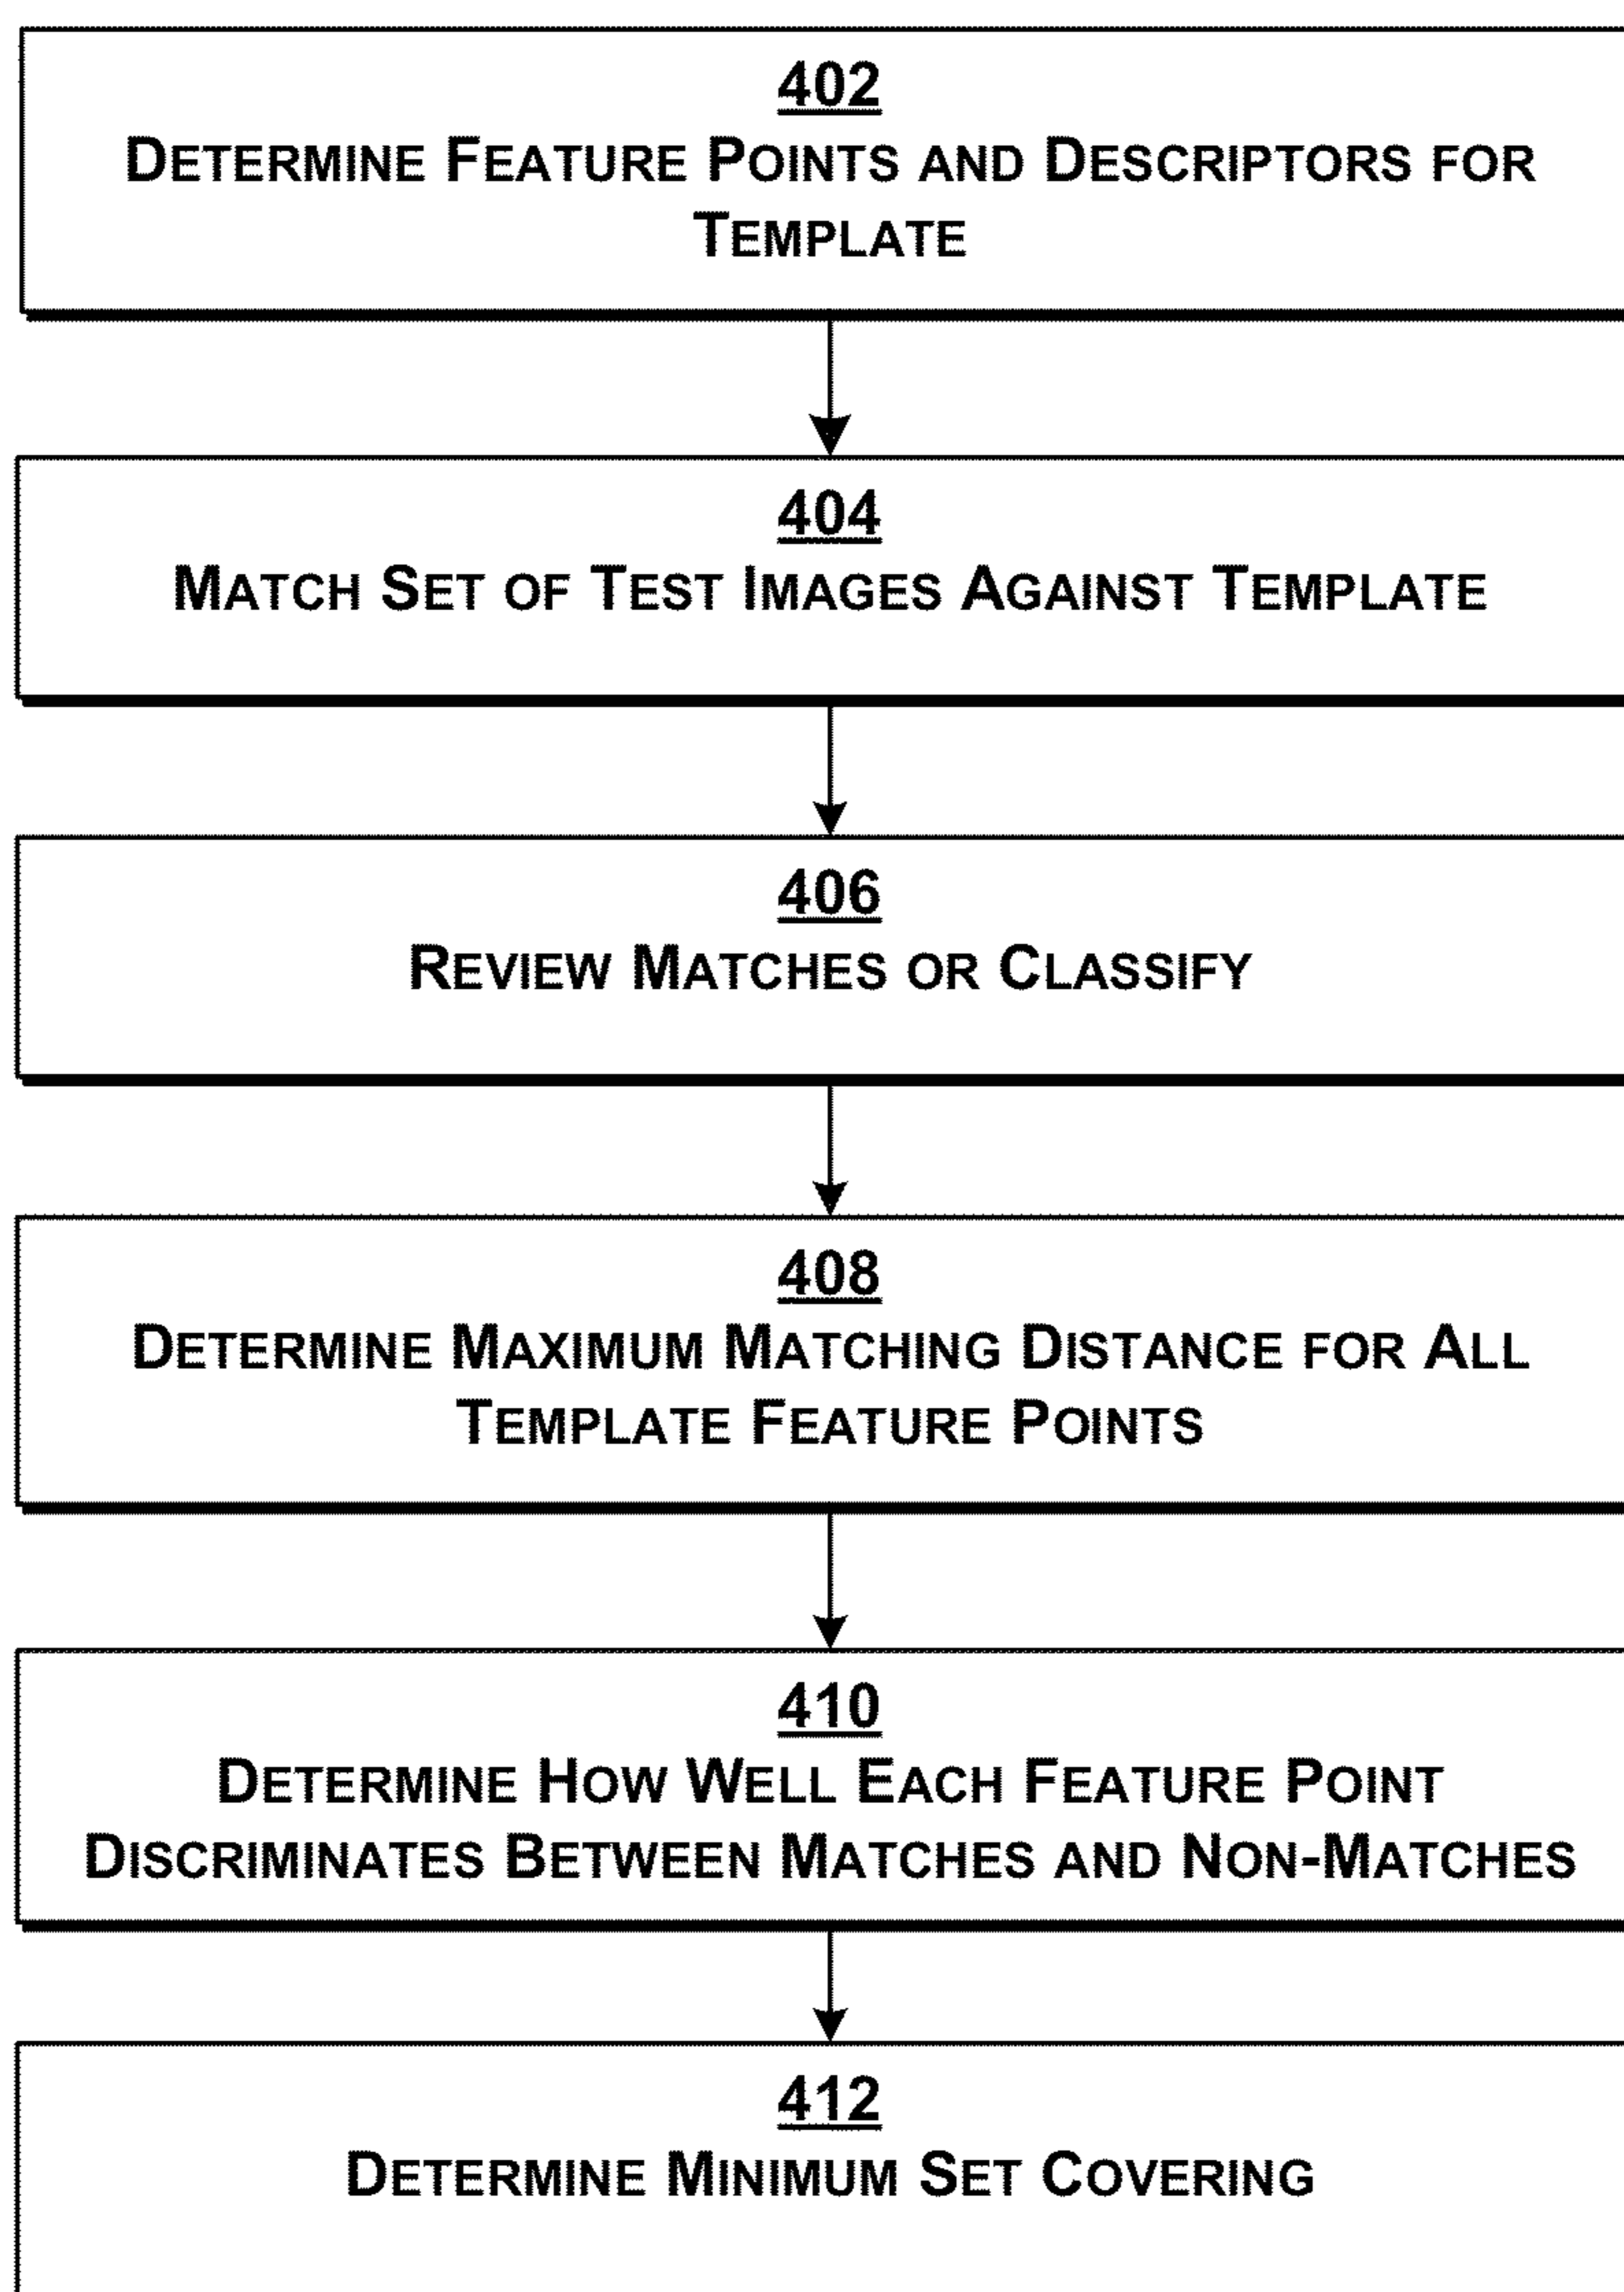 402
DETERMINE FEATURE POINTS AND DESCRIPTORS FOR
TEMPLATE
404
MATCH SET OF TEST IMAGES AGAINST TEMPLATE
406
REVIEW MATCHES OR CLASSIFY
408
DETERMINE MAXIMUM MATCHING DISTANCE FOR ALL
TEMPLATE FEATURE POINTS
410
DETERMINE HOW WELL EACH FEATURE POINT
DISCRIMINATES BETWEEN MATCHES AND NON-MATCHES
412
DETERMINE MINIMUM SET COVERING